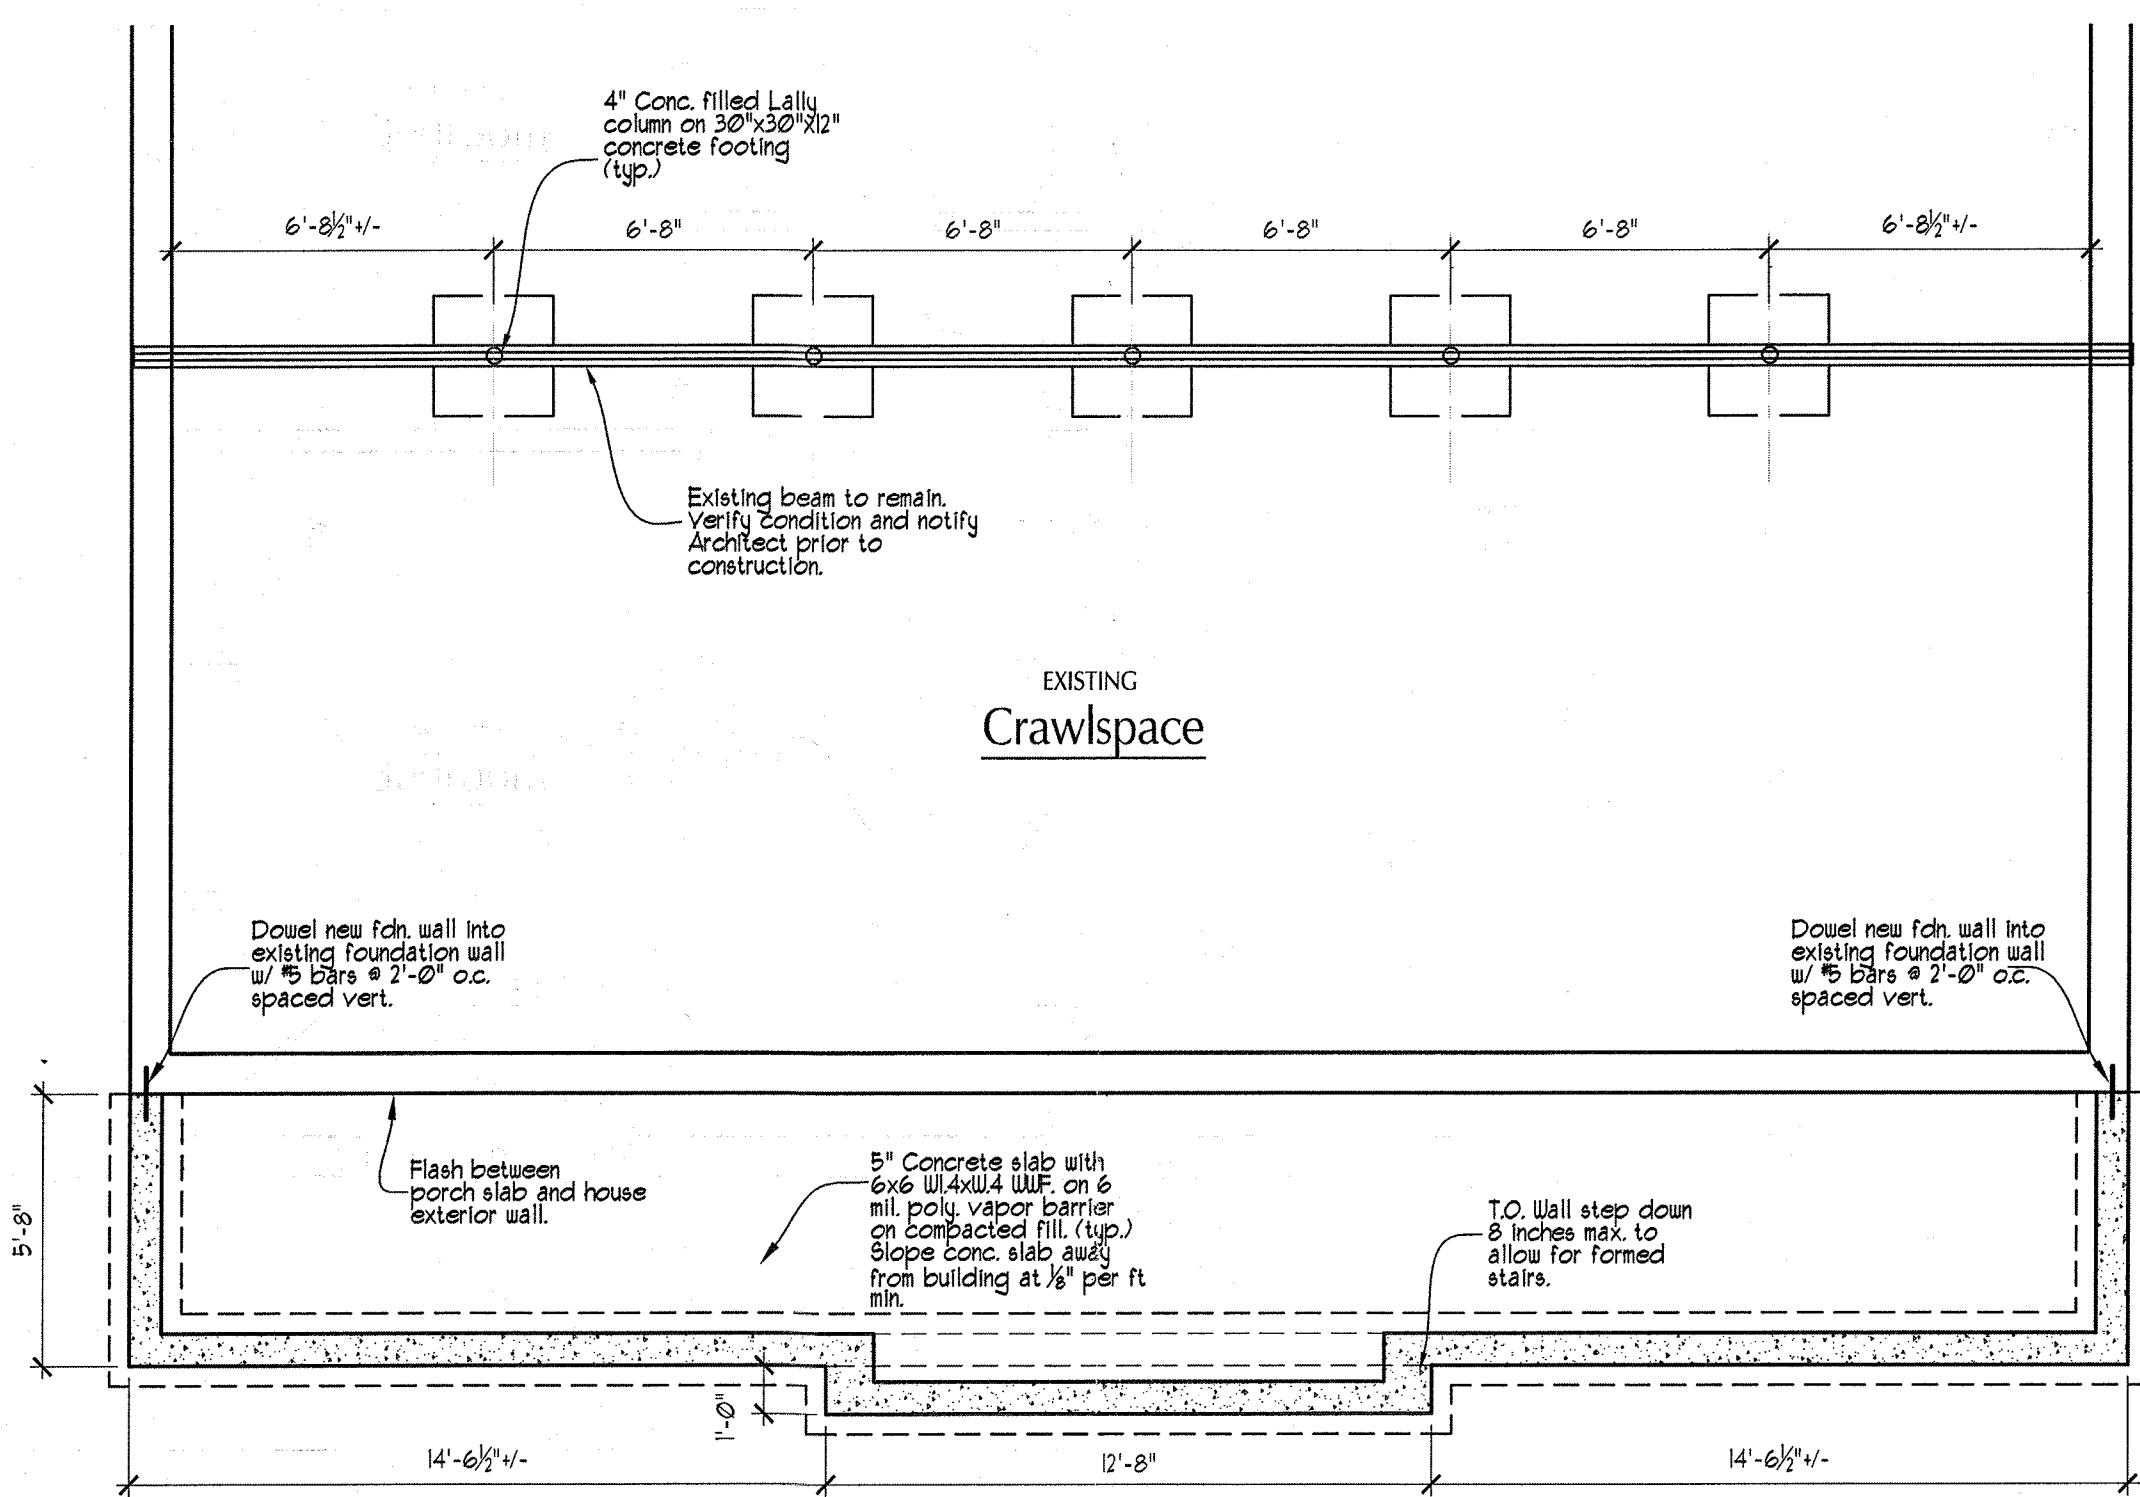 4" Conc. filled Lally
column on 30"x30"x12"
concrete footing
(typ.)
6'-8½"+/-
6'-8"
6'-8"
6'-8"
6'-8"
6'-8½"+/-
Existing beam to remain.
Verify condition and notify
Architect prior to
construction.
EXISTING
Crawlspace
Dowel new fdn. wall into
existing foundation wall
w/ #5 bars @ 2'-0" o.c.
spaced vert.
Dowel new fdn. wall into
existing foundation wall
w/ #5 bars @ 2'-0" o.c.
spaced vert.
5'-8"
Flash between
porch slab and house
exterior wall.
5" Concrete slab with
6x6 W1.4xW.4 WWF. on 6
mil. poly. vapor barrier
on compacted fill. (typ.)
Slope conc. slab away
from building at ⅛" per ft
min.
T.O. Wall step down
8 inches max. to
allow for formed
stairs.
1'-0"
14'-6½"+/-
12'-8"
14'-6½"+/-